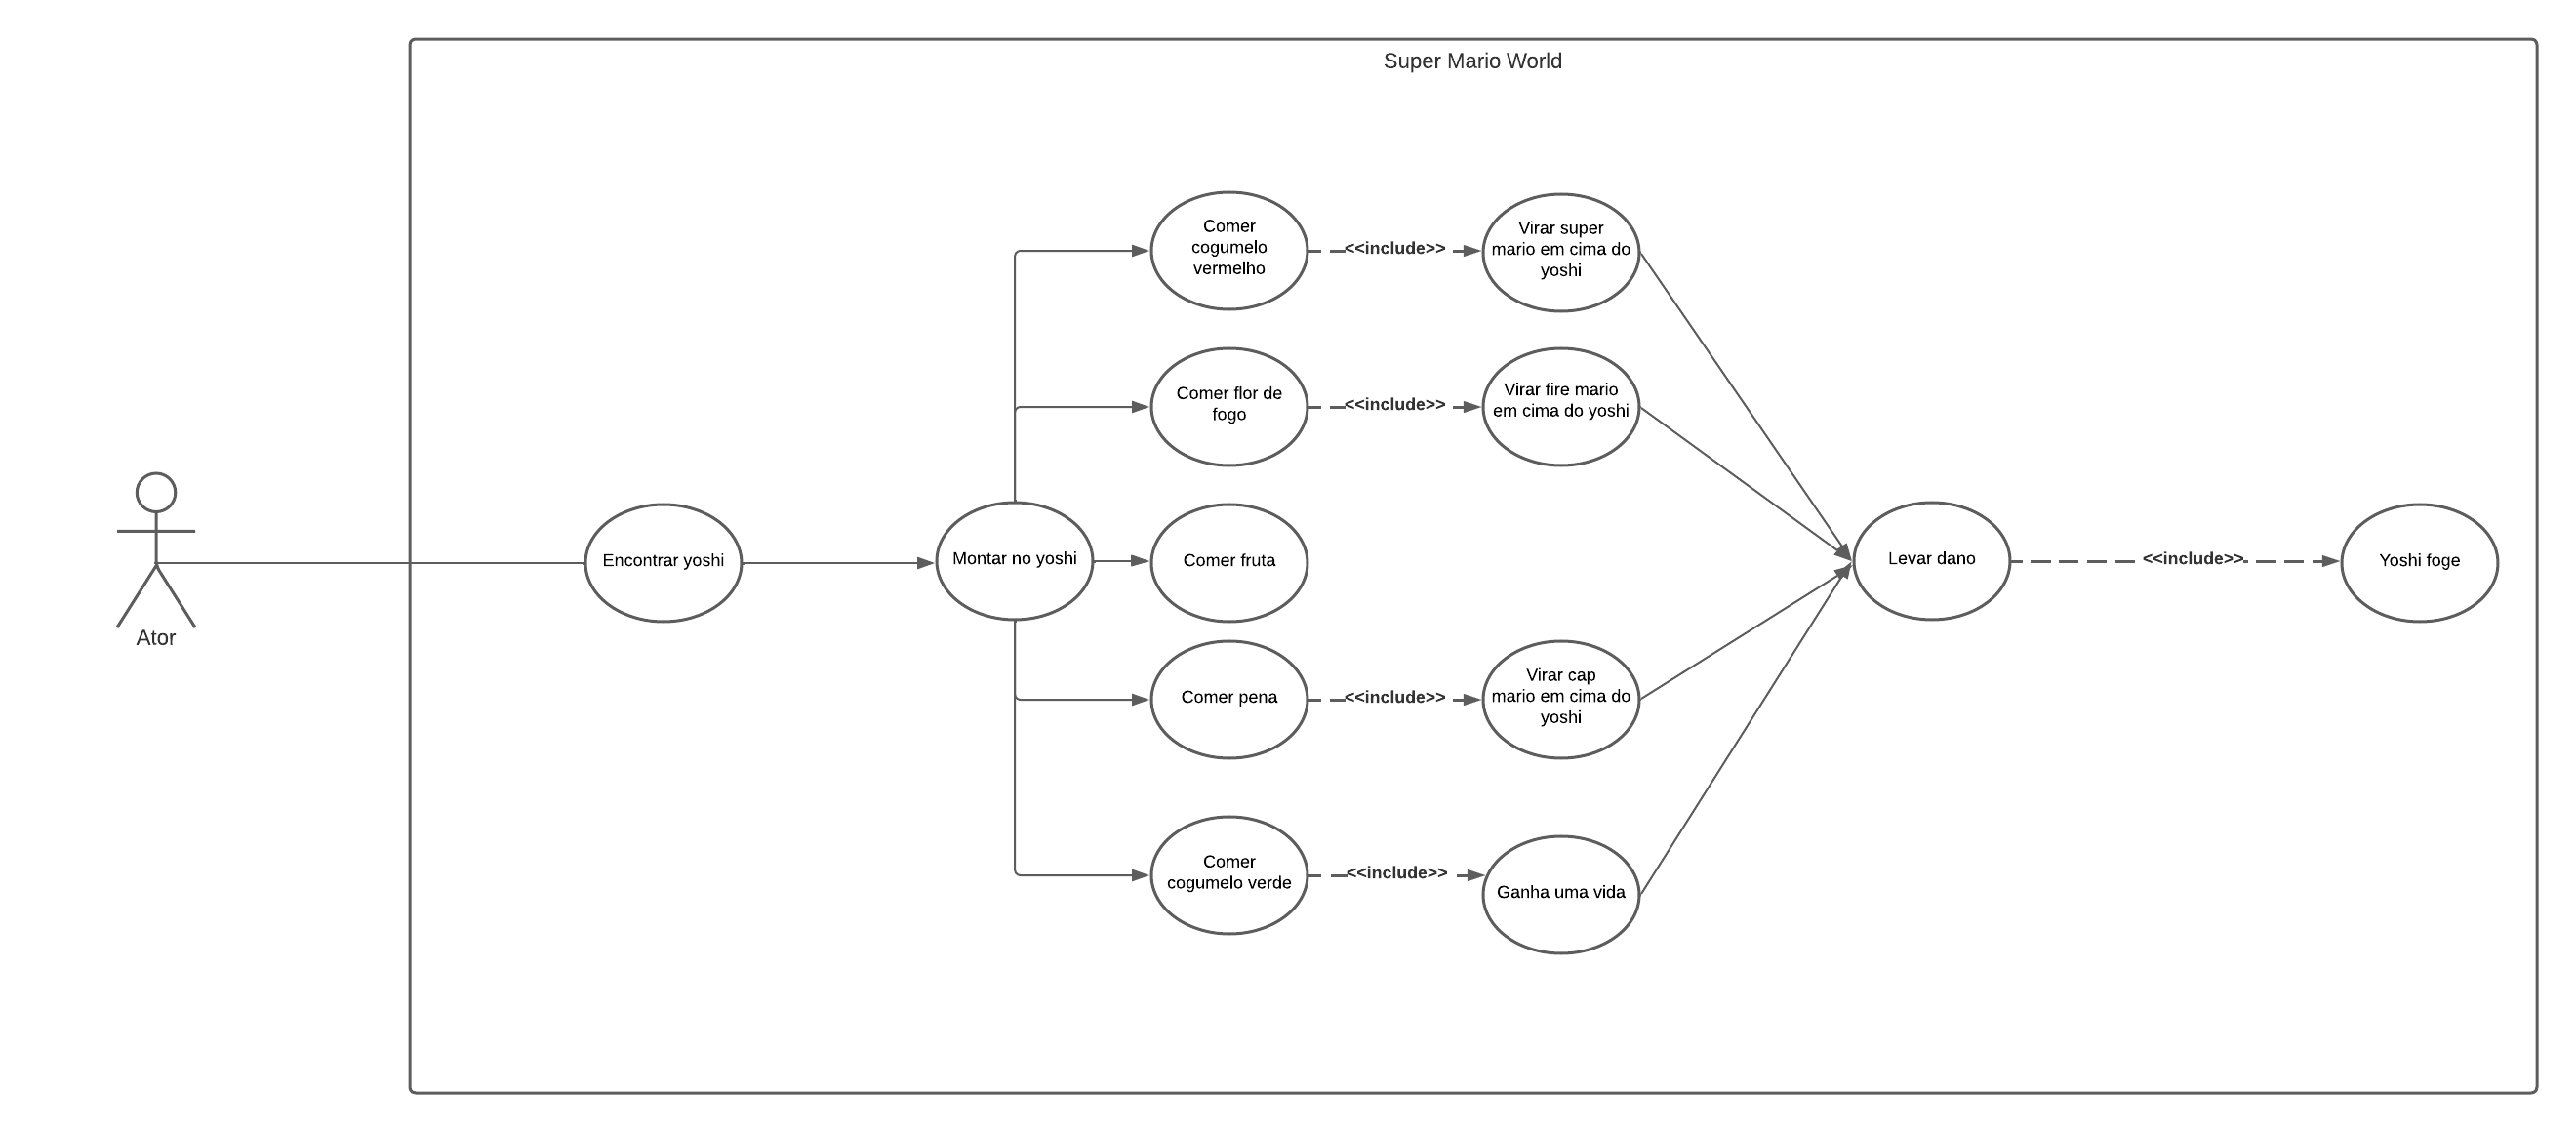 Super Mario World
Comer
cogumelo
vermelho
<<include>>
Virar super
mario em cima do
yoshi
Comer flor de
fogo
<<include>>
Virar fire mario
em cima do yoshi
Ator
Encontrar yoshi
Montar no yoshi
Comer fruta
Levar dano
<<include>>
Yoshi foge
Comer pena
<<include>>
Virar cap
mario em cima do
yoshi
Comer
cogumelo verde
<<include>>
Ganha uma vida